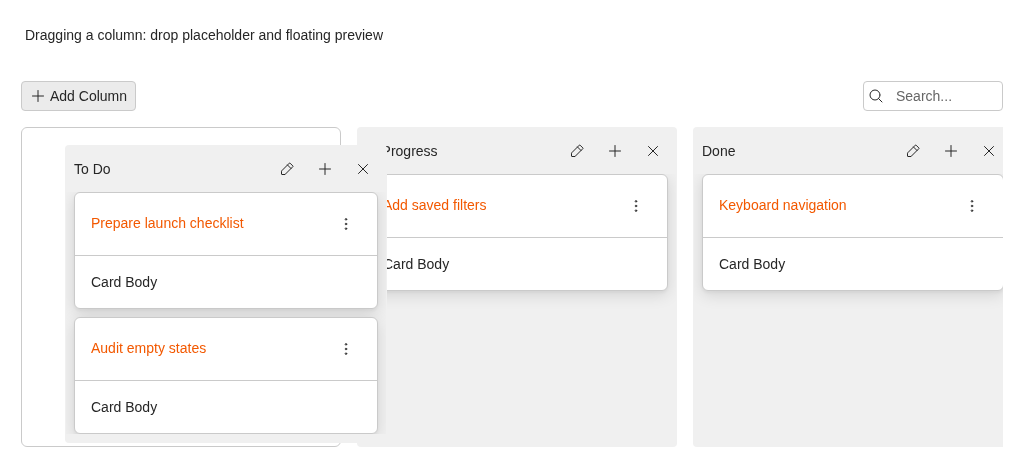 Dragging a column: drop placeholder and floating preview
Add Column
Search...
To Do
Prepare launch checklist
Card Body
Audit empty states
Card Body
Progress
Add saved filters
Card Body
Done
Keyboard navigation
Card Body